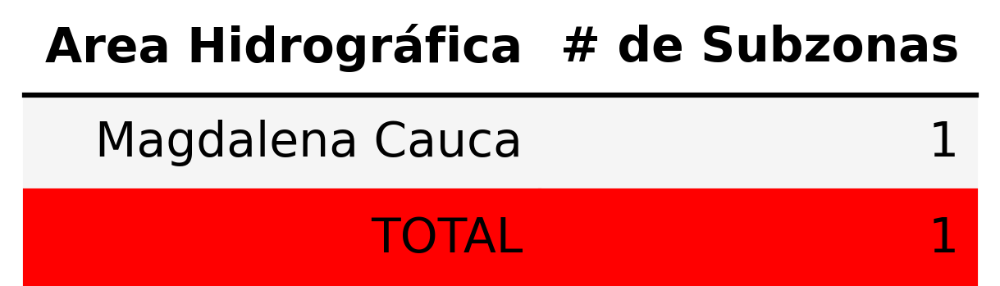 Area Hidrográfica # de Subzonas
Magdalena Cauca 1
TOTAL 1